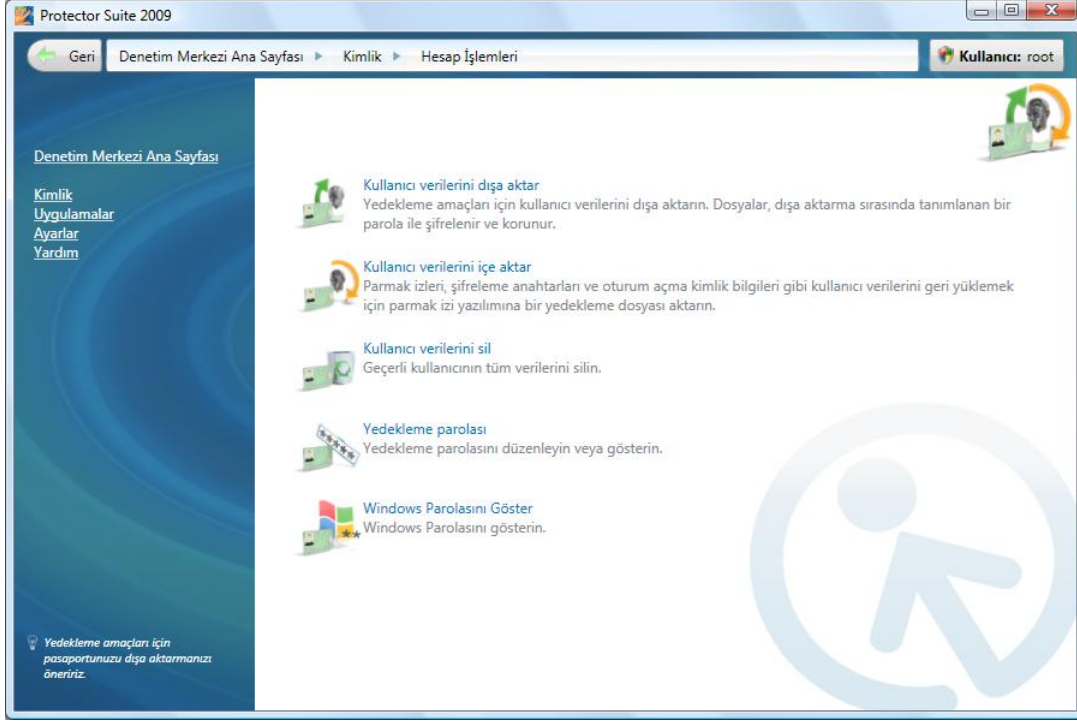 Protector Suite 2009
Geri
Denetim Merkezi Ana Sayfası
Kimlik
Hesap İşlemleri
Kullanıcı: root
Denetim Merkezi Ana Sayfası
Kimlik
Uygulamalar
Ayarlar
Yardım
Kullanıcı verilerini dışa aktar
Yedekleme amaçları için kullanıcı verilerini dışa aktarın. Dosyalar, dışa aktarma sırasında tanımlanan bir
parola ile şifrelenir ve korunur.
Kullanıcı verilerini içe aktar
Parmak izleri, şifreleme anahtarları ve oturum açma kimlik bilgileri gibi kullanıcı verilerini geri yüklemek
için parmak izi yazılımına bir yedekleme dosyası aktarın.
Kullanıcı verilerini sil
Geçerli kullanıcının tüm verilerini silin.
Yedekleme parolası
Yedekleme parolasını düzenleyin veya gösterin.
Windows Parolasını Göster
Windows Parolasını gösterin.
Yedekleme amaçları için
pasaportunuzu dışa aktarmanızı
öneririz.